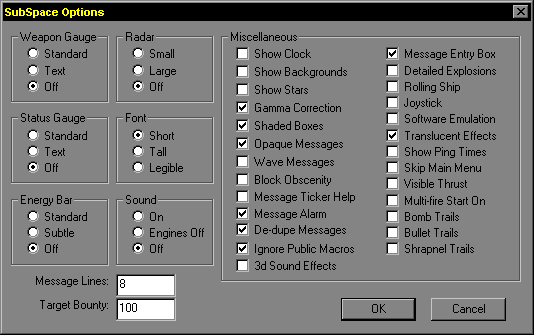 SubSpace Options
Weapon Gauge
Standard
Text
Off
Radar
Small
Large
Off
Status Gauge
Standard
Text
Off
Font
Short
Tall
Legible
Energy Bar
Standard
Subtle
Off
Sound
On
Engines Off
Off
Message Lines: 8
Target Bounty: 100
Miscellaneous
Show Clock
Show Backgrounds
Show Stars
Gamma Correction
Shaded Boxes
Opaque Messages
Wave Messages
Block Obscenity
Message Ticker Help
Message Alarm
De-dupe Messages
Ignore Public Macros
3d Sound Effects
Message Entry Box
Detailed Explosions
Rolling Ship
Joystick
Software Emulation
Translucent Effects
Show Ping Times
Skip Main Menu
Visible Thrust
Multi-fire Start On
Bomb Trails
Bullet Trails
Shrapnel Trails
OK
Cancel